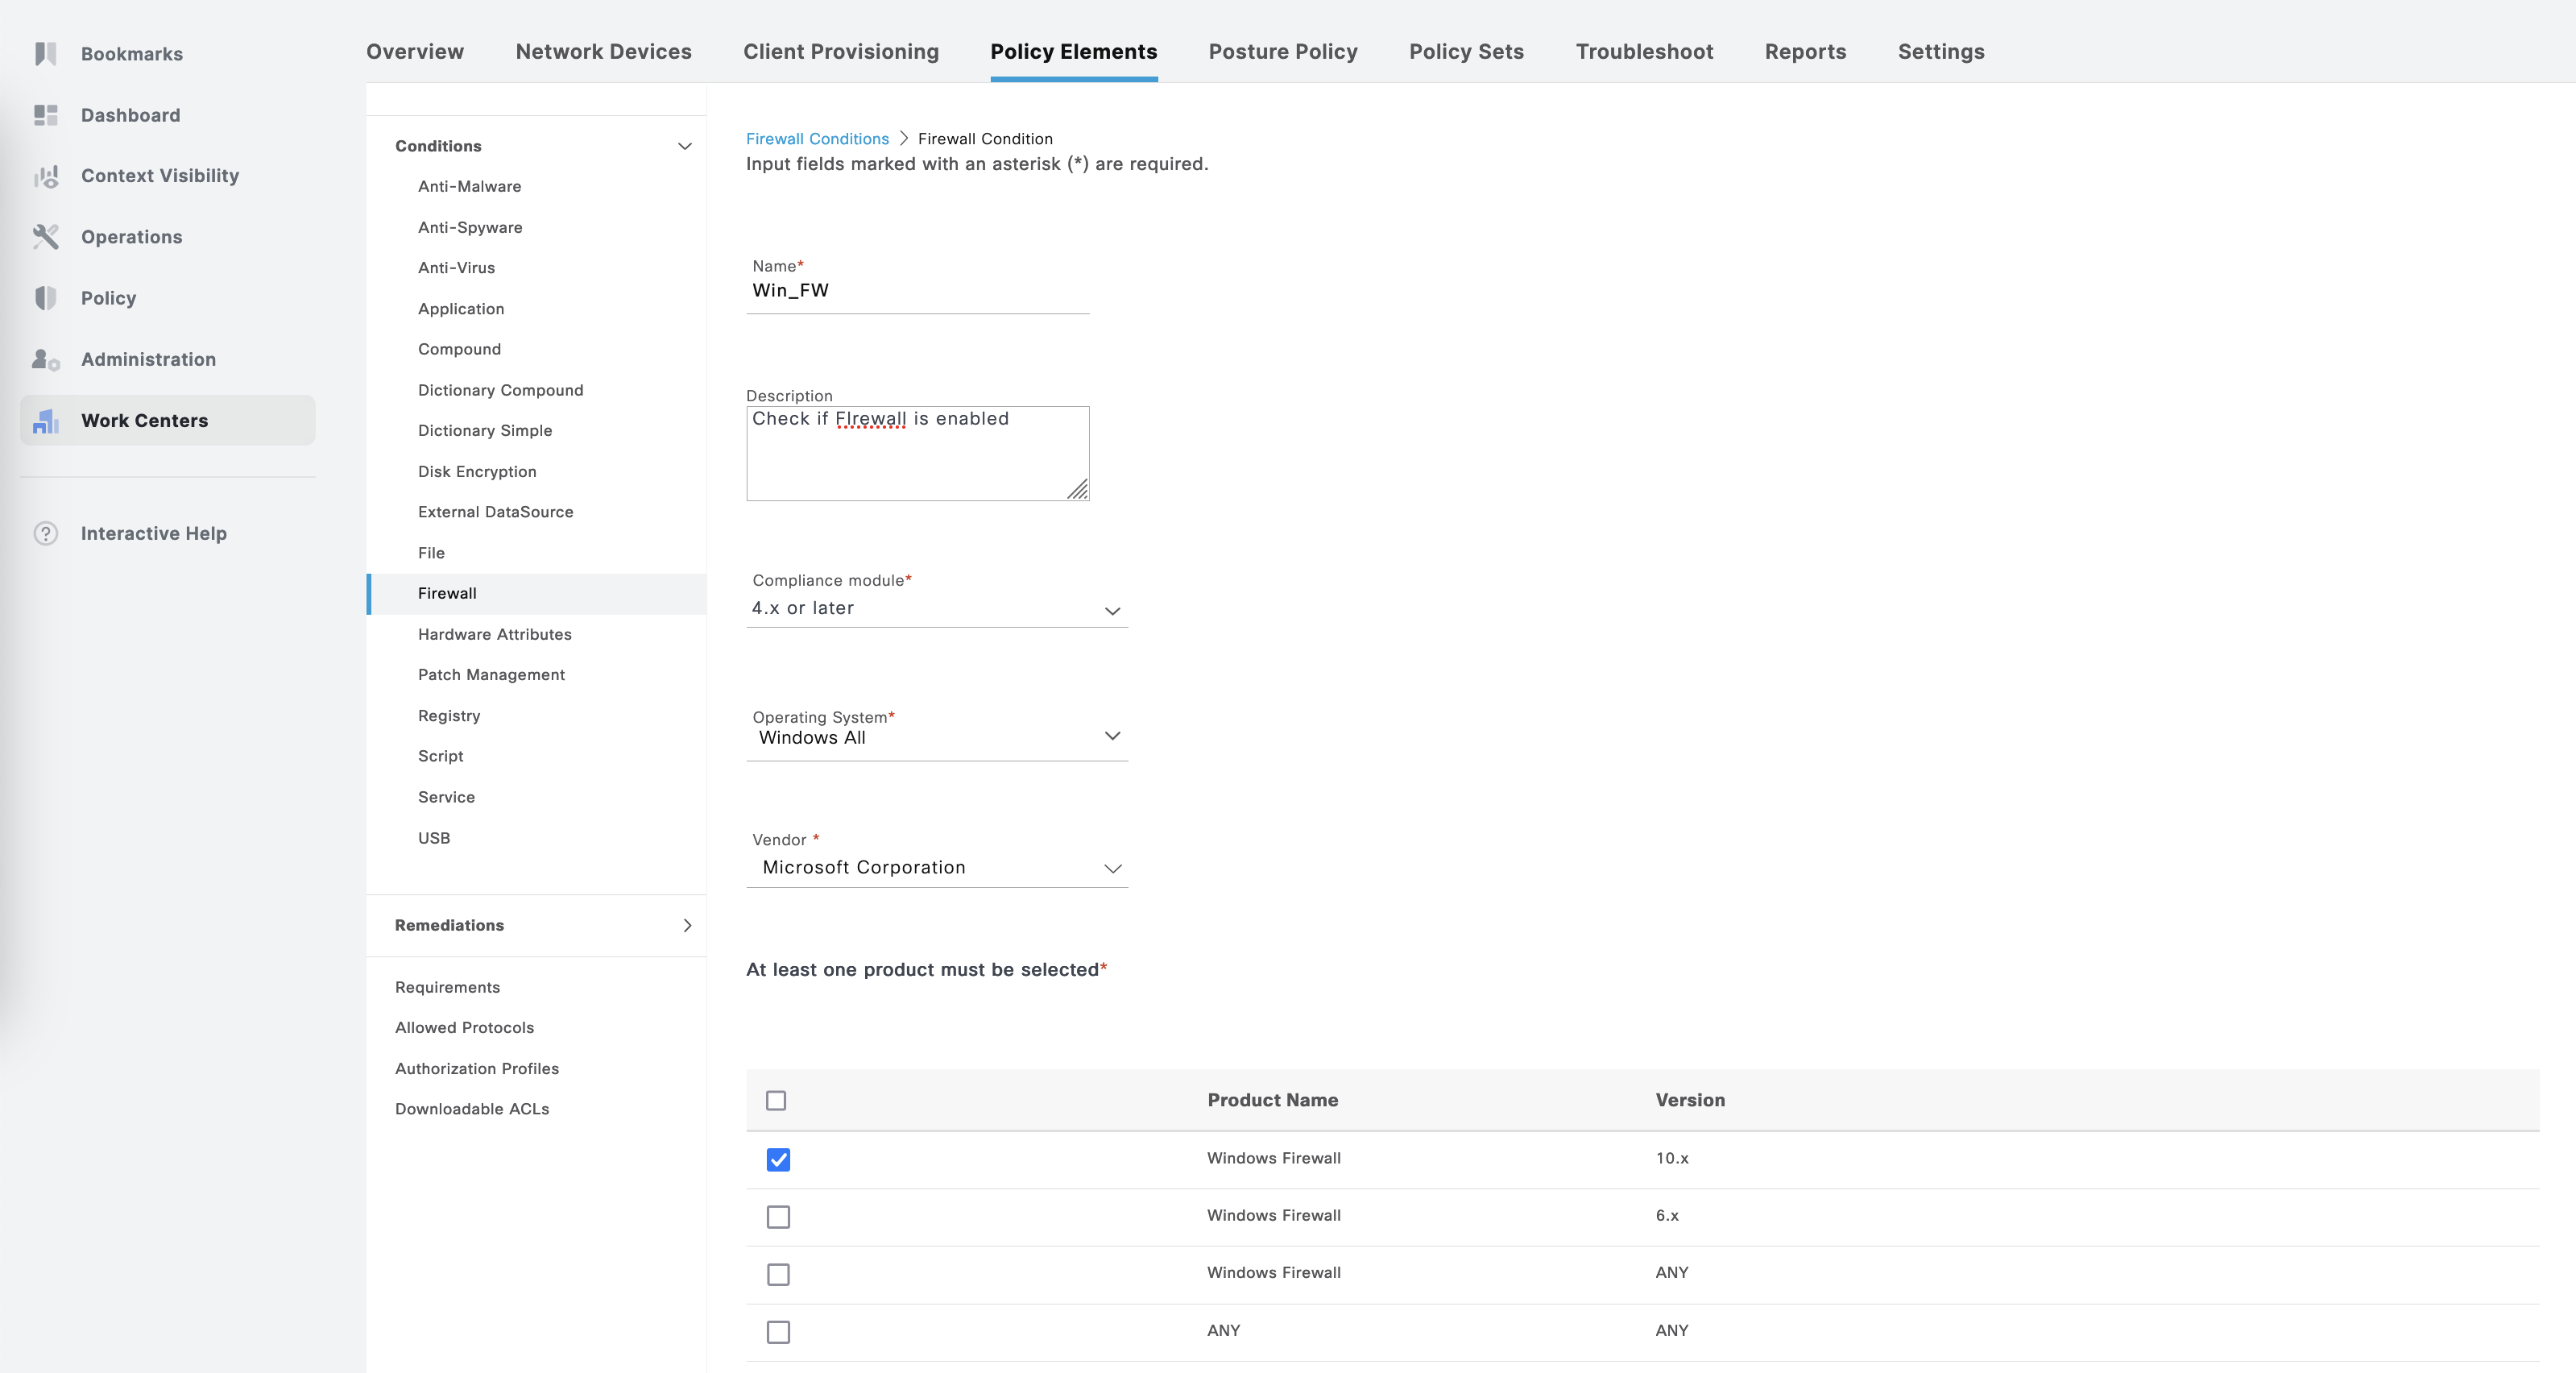 Bookmarks
Dashboard
Context Visibility
Operations
Policy
Administration
Work Centers
Interactive Help
Overview Network Devices Client Provisioning Policy Elements Posture Policy Policy Sets Troubleshoot Reports Settings
Conditions
Anti-Malware
Anti-Spyware
Anti-Virus
Application
Compound
Dictionary Compound
Dictionary Simple
Disk Encryption
External DataSource
File
Firewall
Hardware Attributes
Patch Management
Registry
Script
Service
USB
Remediations
Requirements
Allowed Protocols
Authorization Profiles
Downloadable ACLs
Firewall Conditions > Firewall Condition
Input fields marked with an asterisk (*) are required.
Name*
Win_FW
Description
Check if FIrewall is enabled
Compliance module*
4.x or later
Operating System*
Windows All
Vendor *
Microsoft Corporation
At least one product must be selected*
Product Name Version
Windows Firewall 10.x
Windows Firewall 6.x
Windows Firewall ANY
ANY ANY